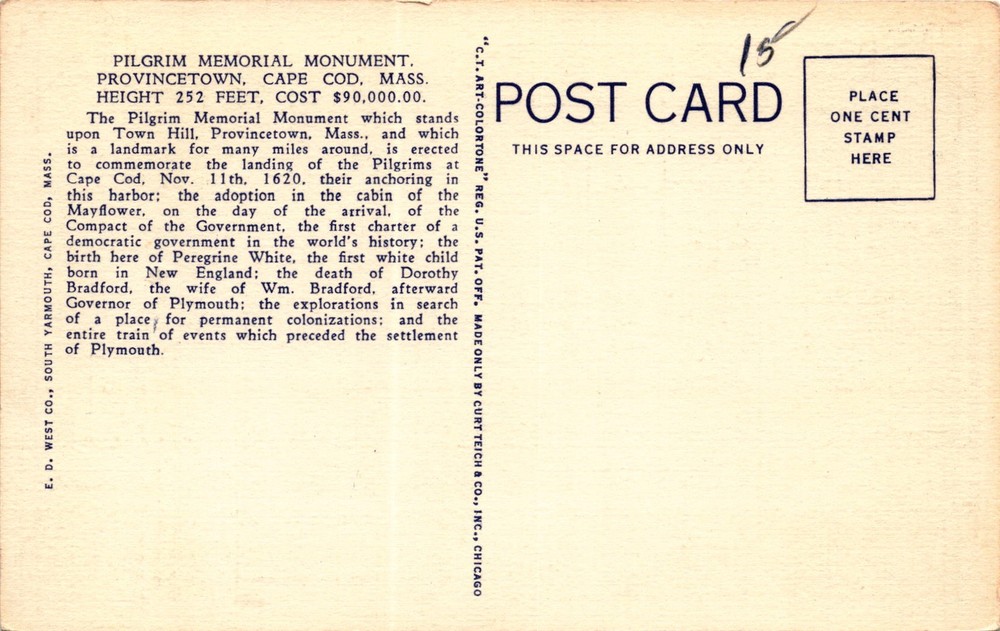 PILGRIM MEMORIAL MONUMENT.
PROVINCETOWN, CAPE COD, MASS.
HEIGHT 252 FEET, COST $90,000.00.
The Pilgrim Memorial Monument which stands
upon Town Hill, Provincetown, Mass., and which
is a landmark for many miles around, is erected
to commemorate the landing of the Pilgrims at
Cape Cod, Nov. 11th, 1620, their anchoring in
this harbor; the adoption in the cabin of the
Mayflower, on the day of the arrival, of the
Compact of the Government, the first charter of a
democratic government in the world's history; the
birth here of Peregrine White, the first white child
born in New England; the death of Dorothy
Bradford, the wife of Wm. Bradford, afterward
Governor of Plymouth; the explorations in search
of a place for permanent colonizations; and the
entire train of events which preceded the settlement
of Plymouth.
E. D. WEST CO., SOUTH YARMOUTH, CAPE COD, MASS.
"C.T. ART-COLORTONE" REG. U.S. PAT. OFF. MADE ONLY BY CURT TEICH & CO., INC., CHICAGO
15
POST CARD
THIS SPACE FOR ADDRESS ONLY
PLACE
ONE CENT
STAMP
HERE